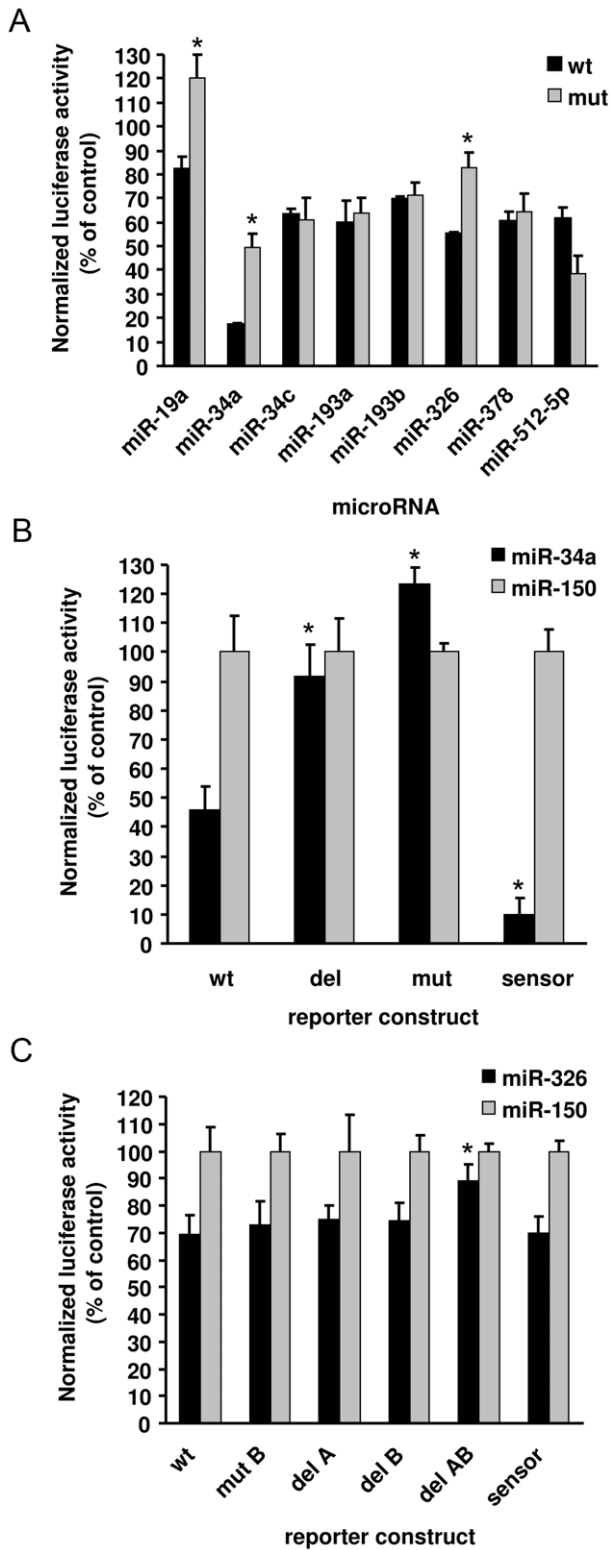 A
Normalized luciferase activity
(% of control)
130
120
110
100
90
80
70
60
50
40
30
20
10
0
*
*
*
wt
mut
miR-19a
miR-34a
miR-34c
miR-193a
miR-193b
miR-326
miR-378
miR-512-5p
microRNA
B
Normalized luciferase activity
(% of control)
130
120
110
100
90
80
70
60
50
40
30
20
10
0
*
*
*
miR-34a
miR-150
wt
del
mut
sensor
reporter construct
C
Normalized luciferase activity
(% of control)
120
110
100
90
80
70
60
50
40
30
20
10
0
*
miR-326
miR-150
wt
mut B
del A
del B
del AB
sensor
reporter construct